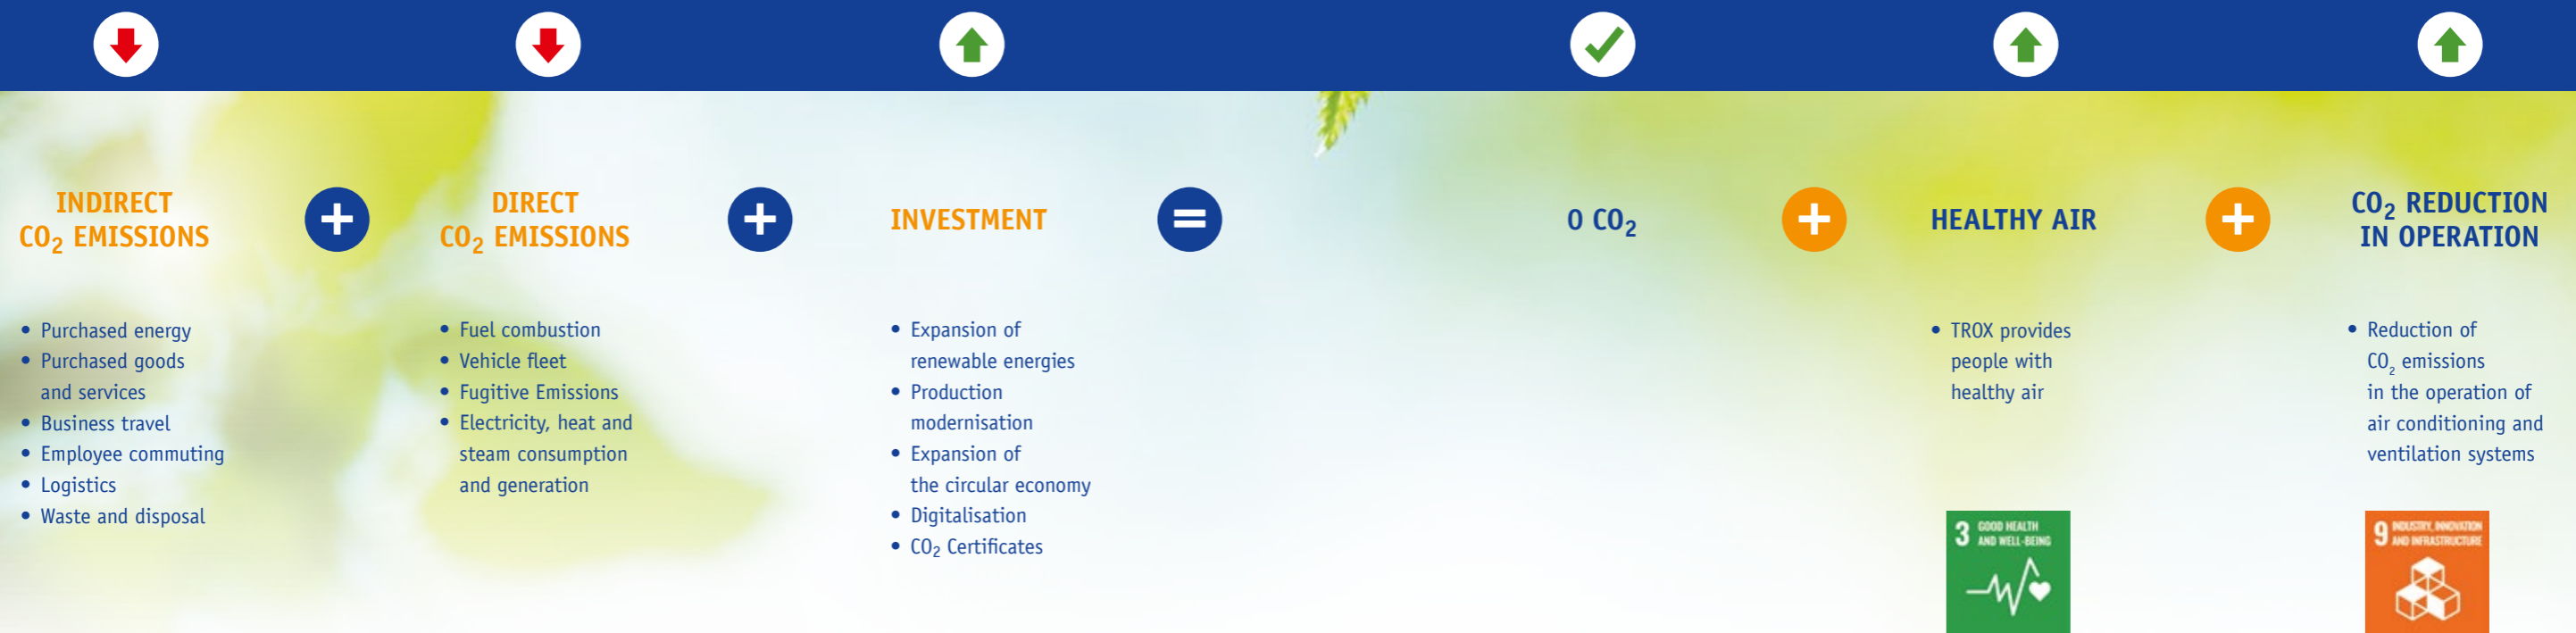 INDIRECT
CO₂ EMISSIONS
+
DIRECT
CO₂ EMISSIONS
+
INVESTMENT
=
0 CO₂
+
HEALTHY AIR
+
CO₂ REDUCTION
IN OPERATION
• Purchased energy
• Purchased goods
and services
• Business travel
• Employee commuting
• Logistics
• Waste and disposal
• Fuel combustion
• Vehicle fleet
• Fugitive Emissions
• Electricity, heat and
steam consumption
and generation
• Expansion of
renewable energies
• Production
modernisation
• Expansion of
the circular economy
• Digitalisation
• CO₂ Certificates
• TROX provides
people with
healthy air
• Reduction of
CO₂ emissions
in the operation of
air conditioning and
ventilation systems
3 GOOD HEALTH
AND WELL-BEING
9 INDUSTRY, INNOVATION
AND INFRASTRUCTURE